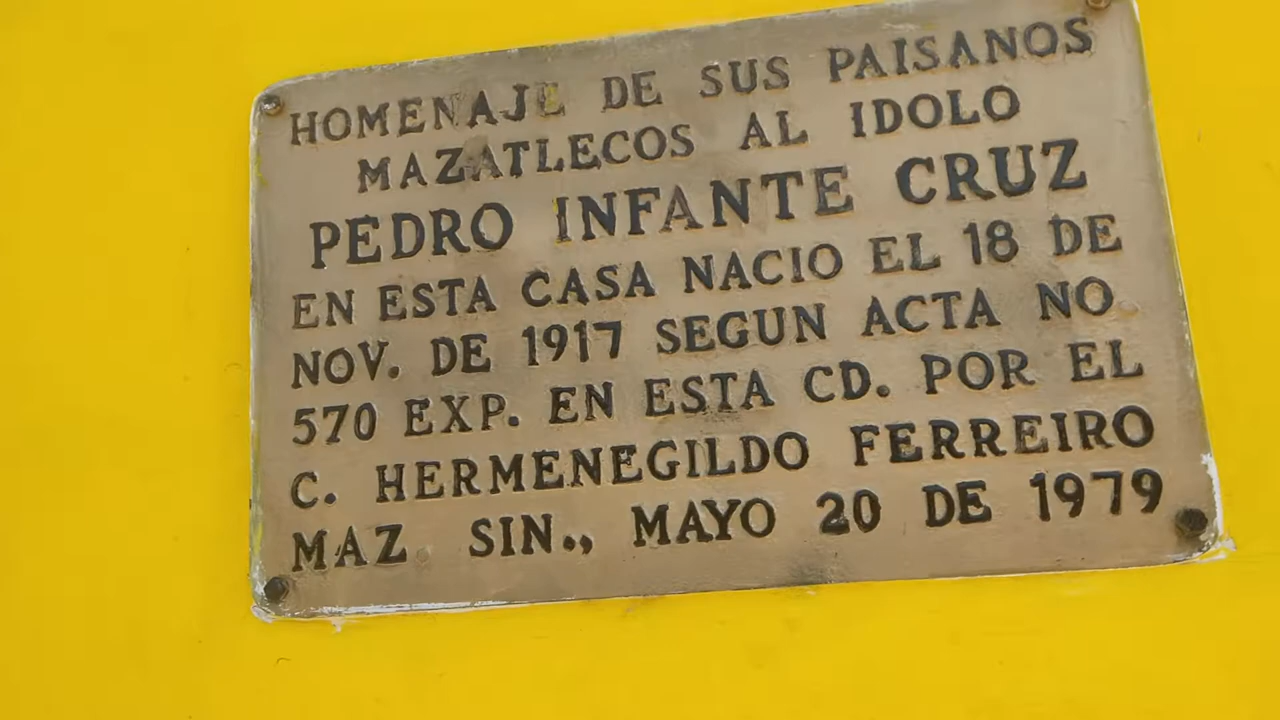 HOMENAJE DE SUS PAISANOS
MAZATLECOS AL IDOLO
PEDRO INFANTE CRUZ
EN ESTA CASA NACIO EL 18 DE
NOV. DE 1917 SEGUN ACTA NO
570 EXP. EN ESTA CD. POR EL
C. HERMENEGILDO FERREIRO
MAZ SIN., MAYO 20 DE 1979